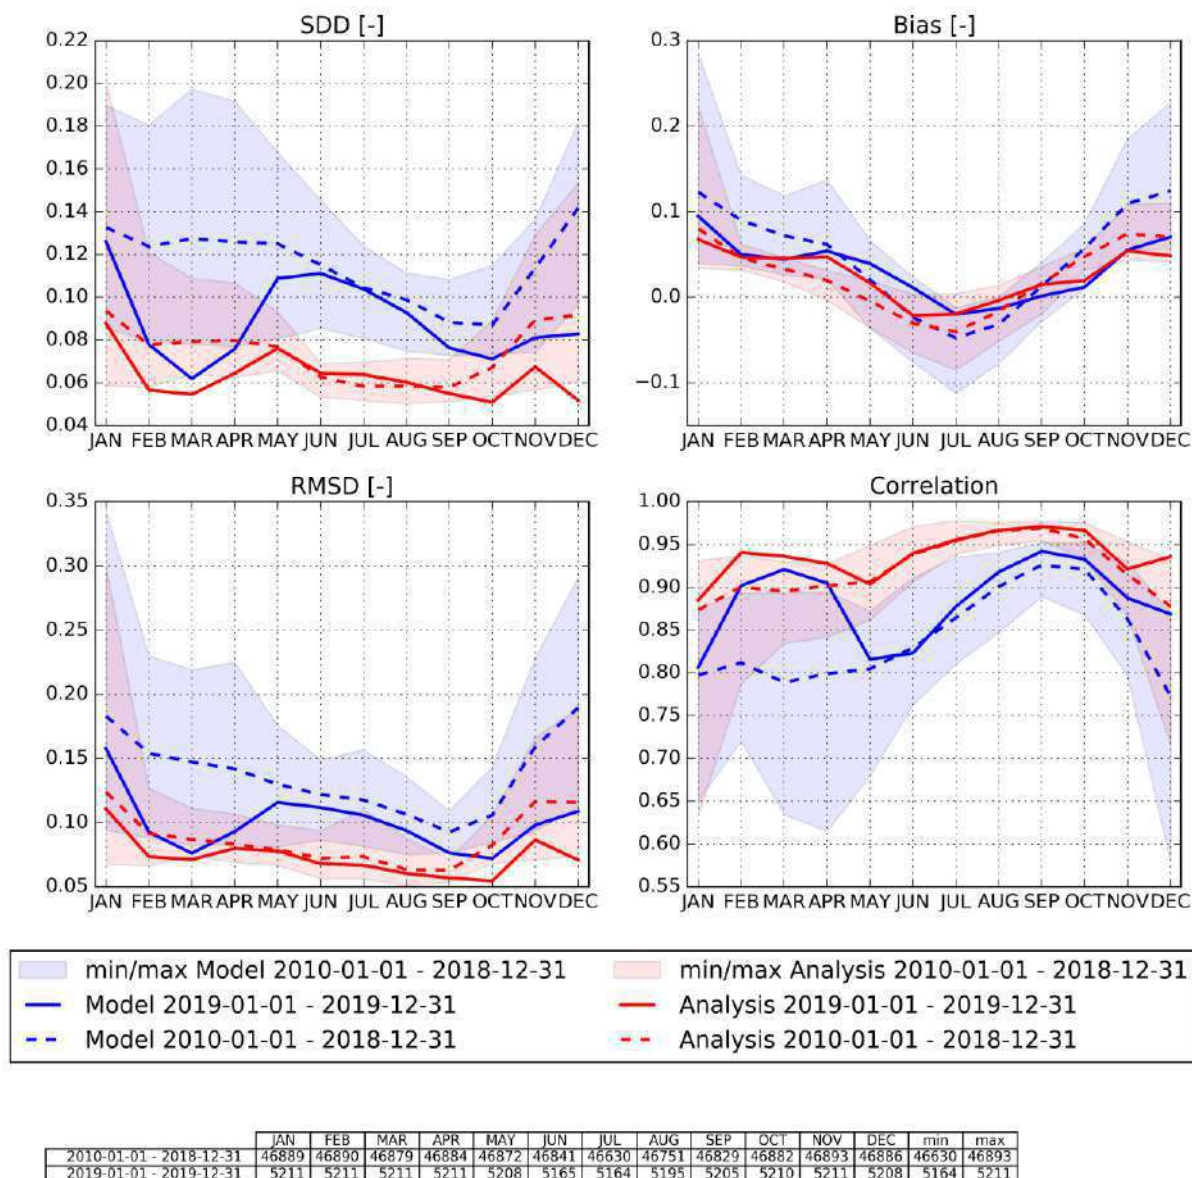 SDD [-]
0.22
0.20
0.18
0.16
0.14
0.12
0.10
0.08
0.06
0.04
JAN FEB MAR APR MAY JUN JUL AUG SEP OCT NOV DEC
Bias [-]
0.3
0.2
0.1
0.0
−0.1
JAN FEB MAR APR MAY JUN JUL AUG SEP OCT NOV DEC
RMSD [-]
0.35
0.30
0.25
0.20
0.15
0.10
0.05
JAN FEB MAR APR MAY JUN JUL AUG SEP OCT NOV DEC
Correlation
1.00
0.95
0.90
0.85
0.80
0.75
0.70
0.65
0.60
0.55
JAN FEB MAR APR MAY JUN JUL AUG SEP OCT NOV DEC
min/max Model 2010-01-01 - 2018-12-31
Model 2019-01-01 - 2019-12-31
Model 2010-01-01 - 2018-12-31
min/max Analysis 2010-01-01 - 2018-12-31
Analysis 2019-01-01 - 2019-12-31
Analysis 2010-01-01 - 2018-12-31
JAN FEB MAR APR MAY JUN JUL AUG SEP OCT NOV DEC min max
2010-01-01 - 2018-12-31 46889 46890 46879 46884 46872 46841 46630 46751 46829 46882 46893 46886 46630 46893
2019-01-01 - 2019-12-31 5211 5211 5211 5211 5208 5165 5164 5195 5205 5210 5211 5208 5164 5211